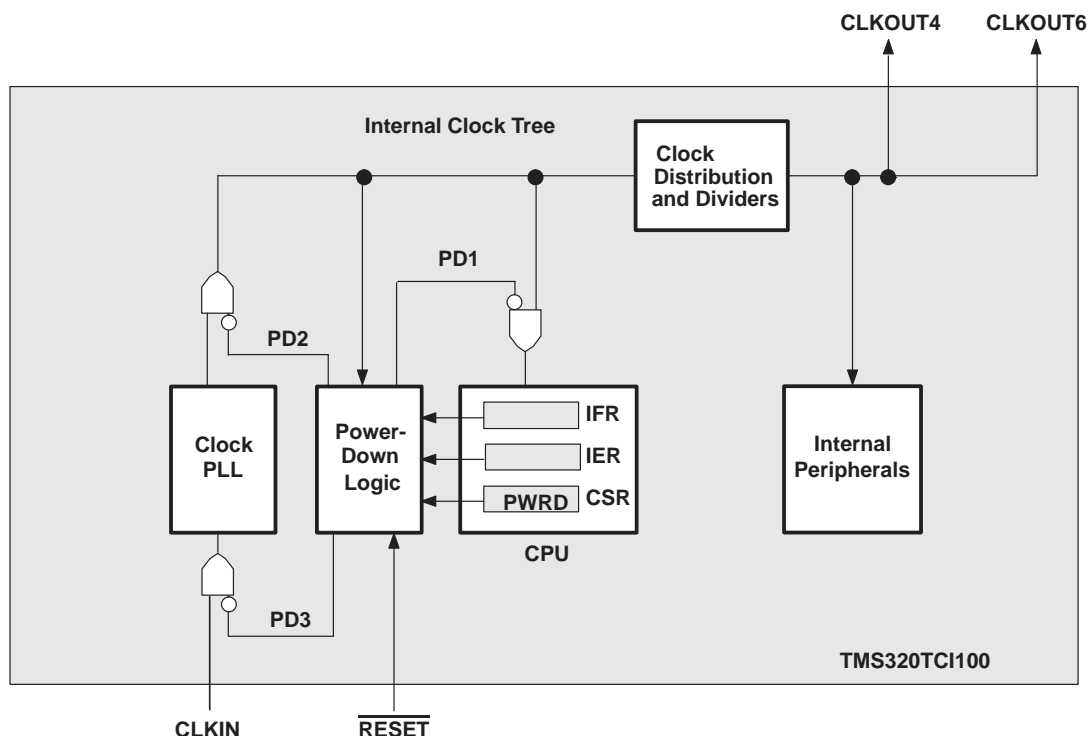 CLKOUT4 CLKOUT6
Internal Clock Tree
Clock
Distribution
and Dividers
PD1
PD2
Clock
PLL
Power-
Down
Logic
IFR
IER
PWRD CSR
CPU
Internal
Peripherals
PD3
TMS320TCI100
CLKIN
RESET